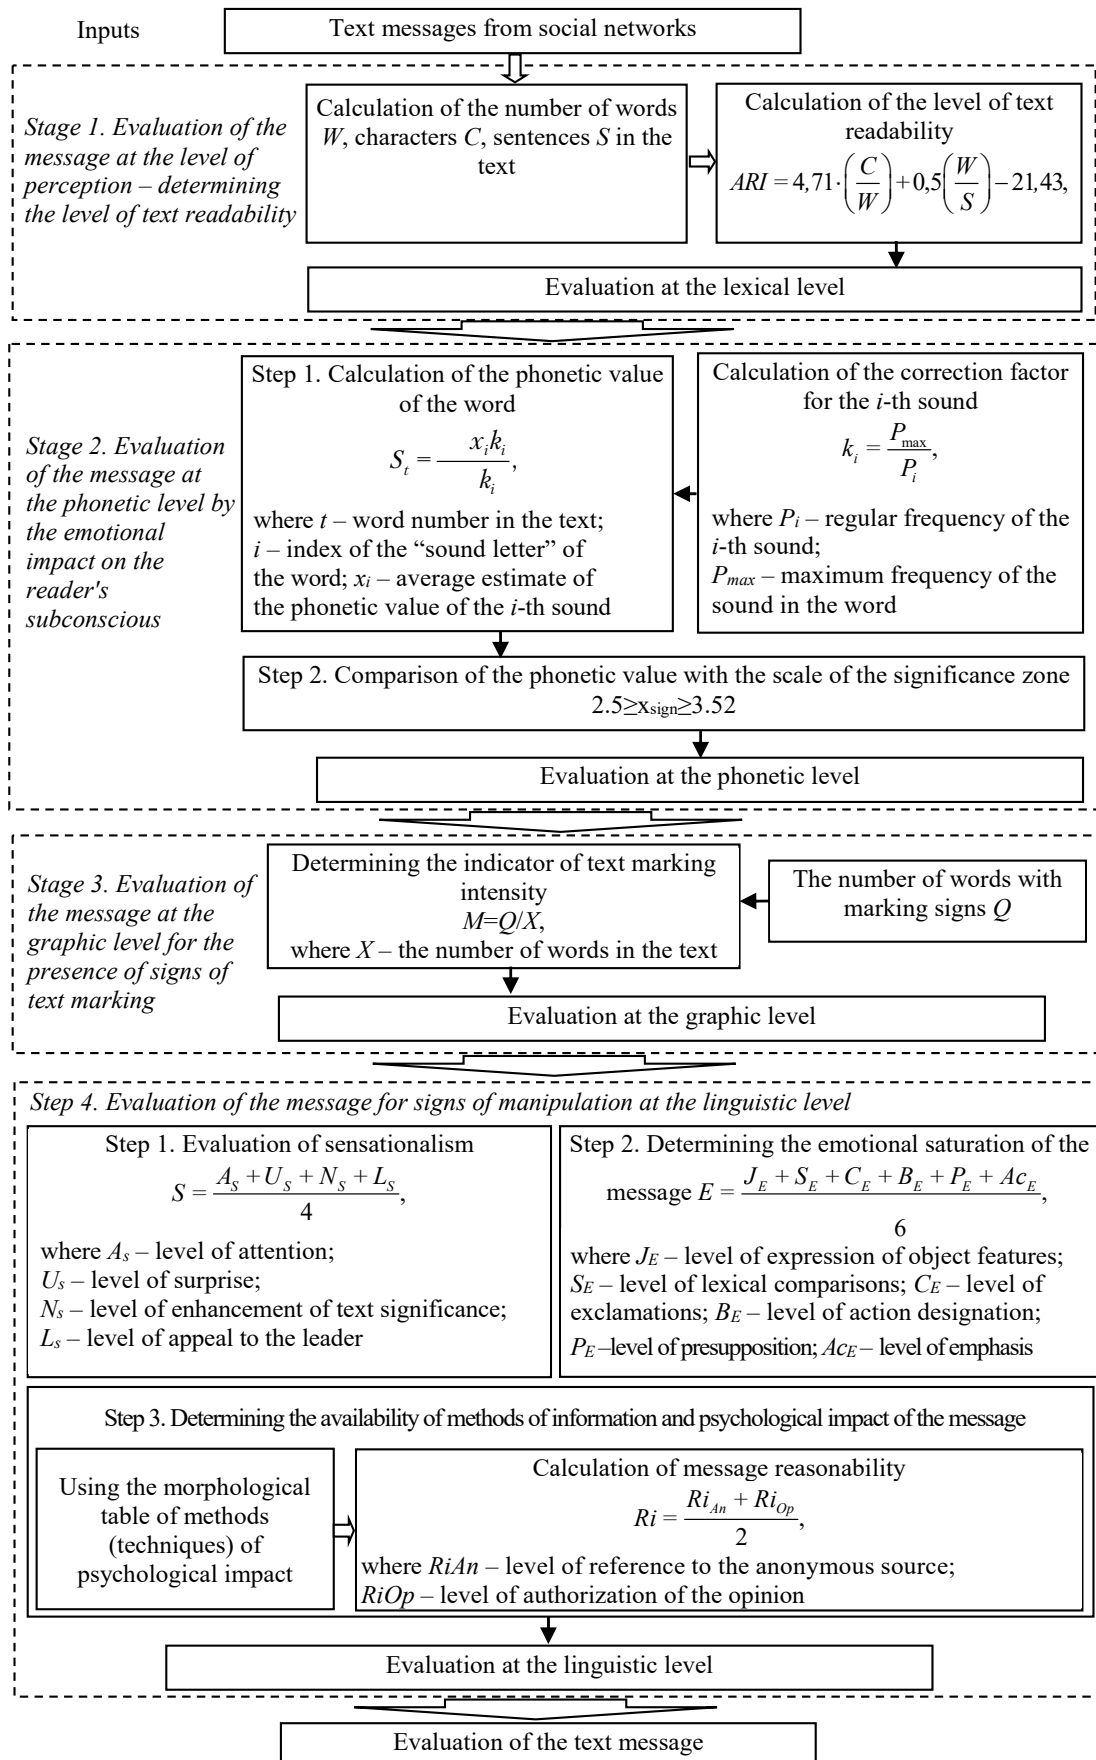 Inputs
Text messages from social networks
Stage 1. Evaluation of the
message at the level of
perception – determining
the level of text readability
Calculation of the number of words
W, characters C, sentences S in the
text
Calculation of the level of text
readability
ARI = 4,71·(C/W) + 0,5(W/S) − 21,43,
Evaluation at the lexical level
Stage 2. Evaluation
of the message at
the phonetic level by
the emotional
impact on the
reader's
subconscious
Step 1. Calculation of the phonetic value
of the word
S_t = x_i k_i / k_i,
where t – word number in the text;
i – index of the “sound letter” of
the word; x_i – average estimate of
the phonetic value of the i-th sound
Calculation of the correction factor
for the i-th sound
k_i = P_max / P_i,
where P_i – regular frequency of the
i-th sound;
P_max – maximum frequency of the
sound in the word
Step 2. Comparison of the phonetic value with the scale of the significance zone
2.5≥x_sign≥3.52
Evaluation at the phonetic level
Stage 3. Evaluation of
the message at the
graphic level for the
presence of signs of
text marking
Determining the indicator of text marking
intensity
M=Q/X,
where X – the number of words in the text
The number of words with
marking signs Q
Evaluation at the graphic level
Step 4. Evaluation of the message for signs of manipulation at the linguistic level
Step 1. Evaluation of sensationalism
S = (A_S + U_S + N_S + L_S) / 4,
where A_s – level of attention;
U_s – level of surprise;
N_s – level of enhancement of text significance;
L_s – level of appeal to the leader
Step 2. Determining the emotional saturation of the
message E = (J_E + S_E + C_E + B_E + P_E + Ac_E) / 6,
where J_E – level of expression of object features;
S_E – level of lexical comparisons; C_E – level of
exclamations; B_E – level of action designation;
P_E –level of presupposition; Ac_E – level of emphasis
Step 3. Determining the availability of methods of information and psychological impact of the message
Using the morphological
table of methods
(techniques) of
psychological impact
Calculation of message reasonability
Ri = (Ri_An + Ri_Op) / 2,
where RiAn – level of reference to the anonymous source;
RiOp – level of authorization of the opinion
Evaluation at the linguistic level
Evaluation of the text message